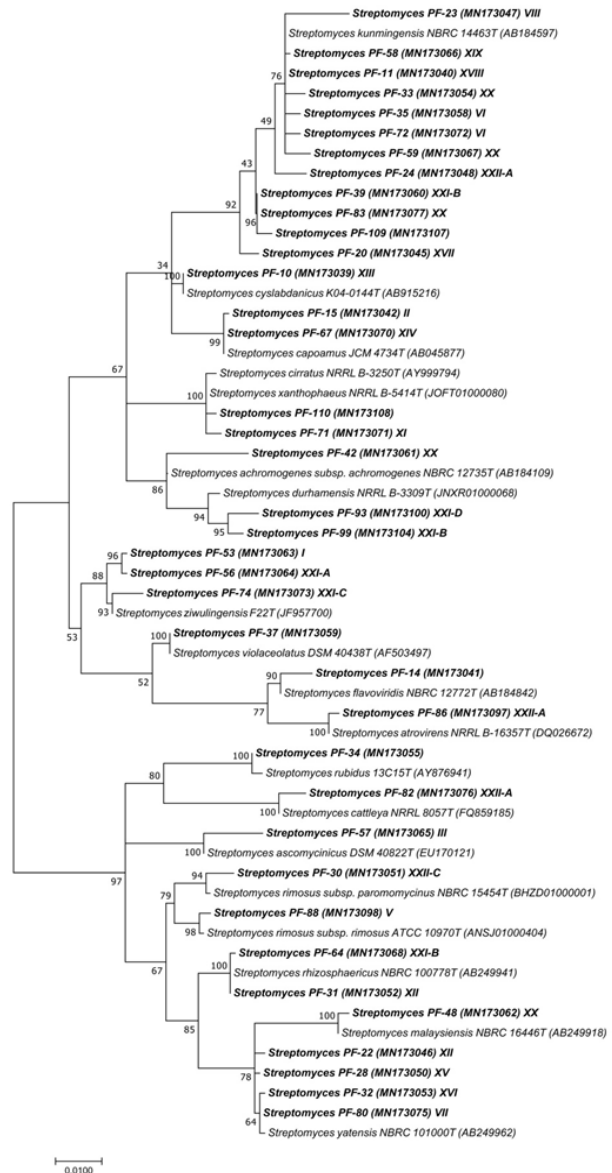 Streptomyces PF-23 (MN173047) VIII
Streptomyces kunmingensis NBRC 14463T (AB184597)
Streptomyces PF-58 (MN173066) XIX
76
Streptomyces PF-11 (MN173040) XVIII
Streptomyces PF-33 (MN173054) XX
Streptomyces PF-35 (MN173058) VI
49
Streptomyces PF-72 (MN173072) VI
Streptomyces PF-59 (MN173067) XX
43
Streptomyces PF-24 (MN173048) XXII-A
Streptomyces PF-39 (MN173060) XXI-B
92
Streptomyces PF-83 (MN173077) XX
96
Streptomyces PF-109 (MN173107)
Streptomyces PF-20 (MN173045) XVII
34
100
Streptomyces PF-10 (MN173039) XIII
Streptomyces cyslabdanicus K04-0144T (AB915216)
Streptomyces PF-15 (MN173042) II
Streptomyces PF-67 (MN173070) XIV
99
Streptomyces capoamus JCM 4734T (AB045877)
67
Streptomyces cirratus NRRL B-3250T (AY999794)
Streptomyces xanthophaeus NRRL B-5414T (JOFT01000080)
100
Streptomyces PF-110 (MN173108)
Streptomyces PF-71 (MN173071) XI
Streptomyces PF-42 (MN173061) XX
Streptomyces achromogenes subsp. achromogenes NBRC 12735T (AB184109)
86
Streptomyces durhamensis NRRL B-3309T (JNXR01000068)
94
Streptomyces PF-93 (MN173100) XXI-D
95
Streptomyces PF-99 (MN173104) XXI-B
96
Streptomyces PF-53 (MN173063) I
88
Streptomyces PF-56 (MN173064) XXI-A
Streptomyces PF-74 (MN173073) XXI-C
93
Streptomyces ziwulingensis F22T (JF957700)
53
100
Streptomyces PF-37 (MN173059)
Streptomyces violaceolatus DSM 40438T (AF503497)
52
90
Streptomyces PF-14 (MN173041)
Streptomyces flavoviridis NBRC 12772T (AB184842)
77
Streptomyces PF-86 (MN173097) XXII-A
100
Streptomyces atrovirens NRRL B-16357T (DQ026672)
100
Streptomyces PF-34 (MN173055)
80
Streptomyces rubidus 13C15T (AY876941)
Streptomyces PF-82 (MN173076) XXII-A
100
Streptomyces cattleya NRRL 8057T (FQ859185)
Streptomyces PF-57 (MN173065) III
100
Streptomyces ascomycinicus DSM 40822T (EU170121)
97
94
Streptomyces PF-30 (MN173051) XXII-C
79
Streptomyces rimosus subsp. paromomycinus NBRC 15454T (BHZD01000001)
Streptomyces PF-88 (MN173098) V
98
Streptomyces rimosus subsp. rimosus ATCC 10970T (ANSJ01000404)
67
Streptomyces PF-64 (MN173068) XXI-B
100
Streptomyces rhizosphaericus NBRC 100778T (AB249941)
Streptomyces PF-31 (MN173052) XII
85
100
Streptomyces PF-48 (MN173062) XX
Streptomyces malaysiensis NBRC 16446T (AB249918)
Streptomyces PF-22 (MN173046) XII
78
Streptomyces PF-28 (MN173050) XV
Streptomyces PF-32 (MN173053) XVI
64
Streptomyces PF-80 (MN173075) VII
Streptomyces yatensis NBRC 101000T (AB249962)
0.0100